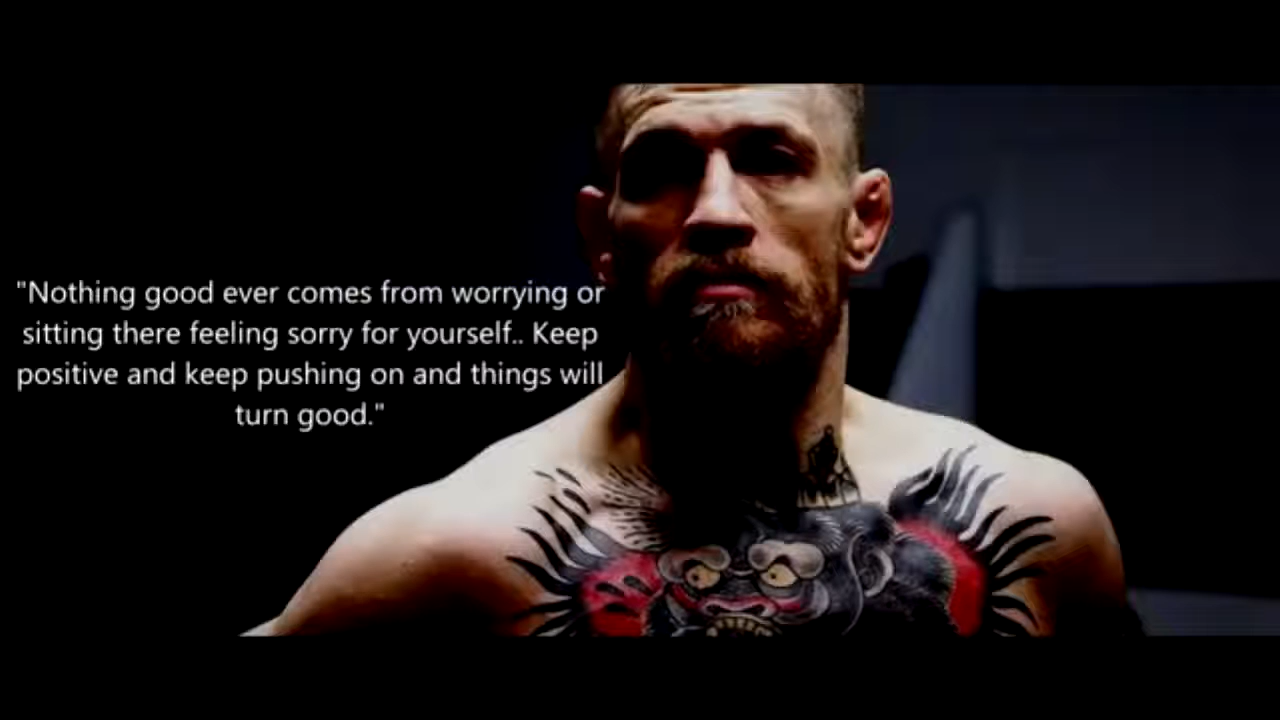 "Nothing good ever comes from worrying or
sitting there feeling sorry for yourself.. Keep
positive and keep pushing on and things will
turn good."